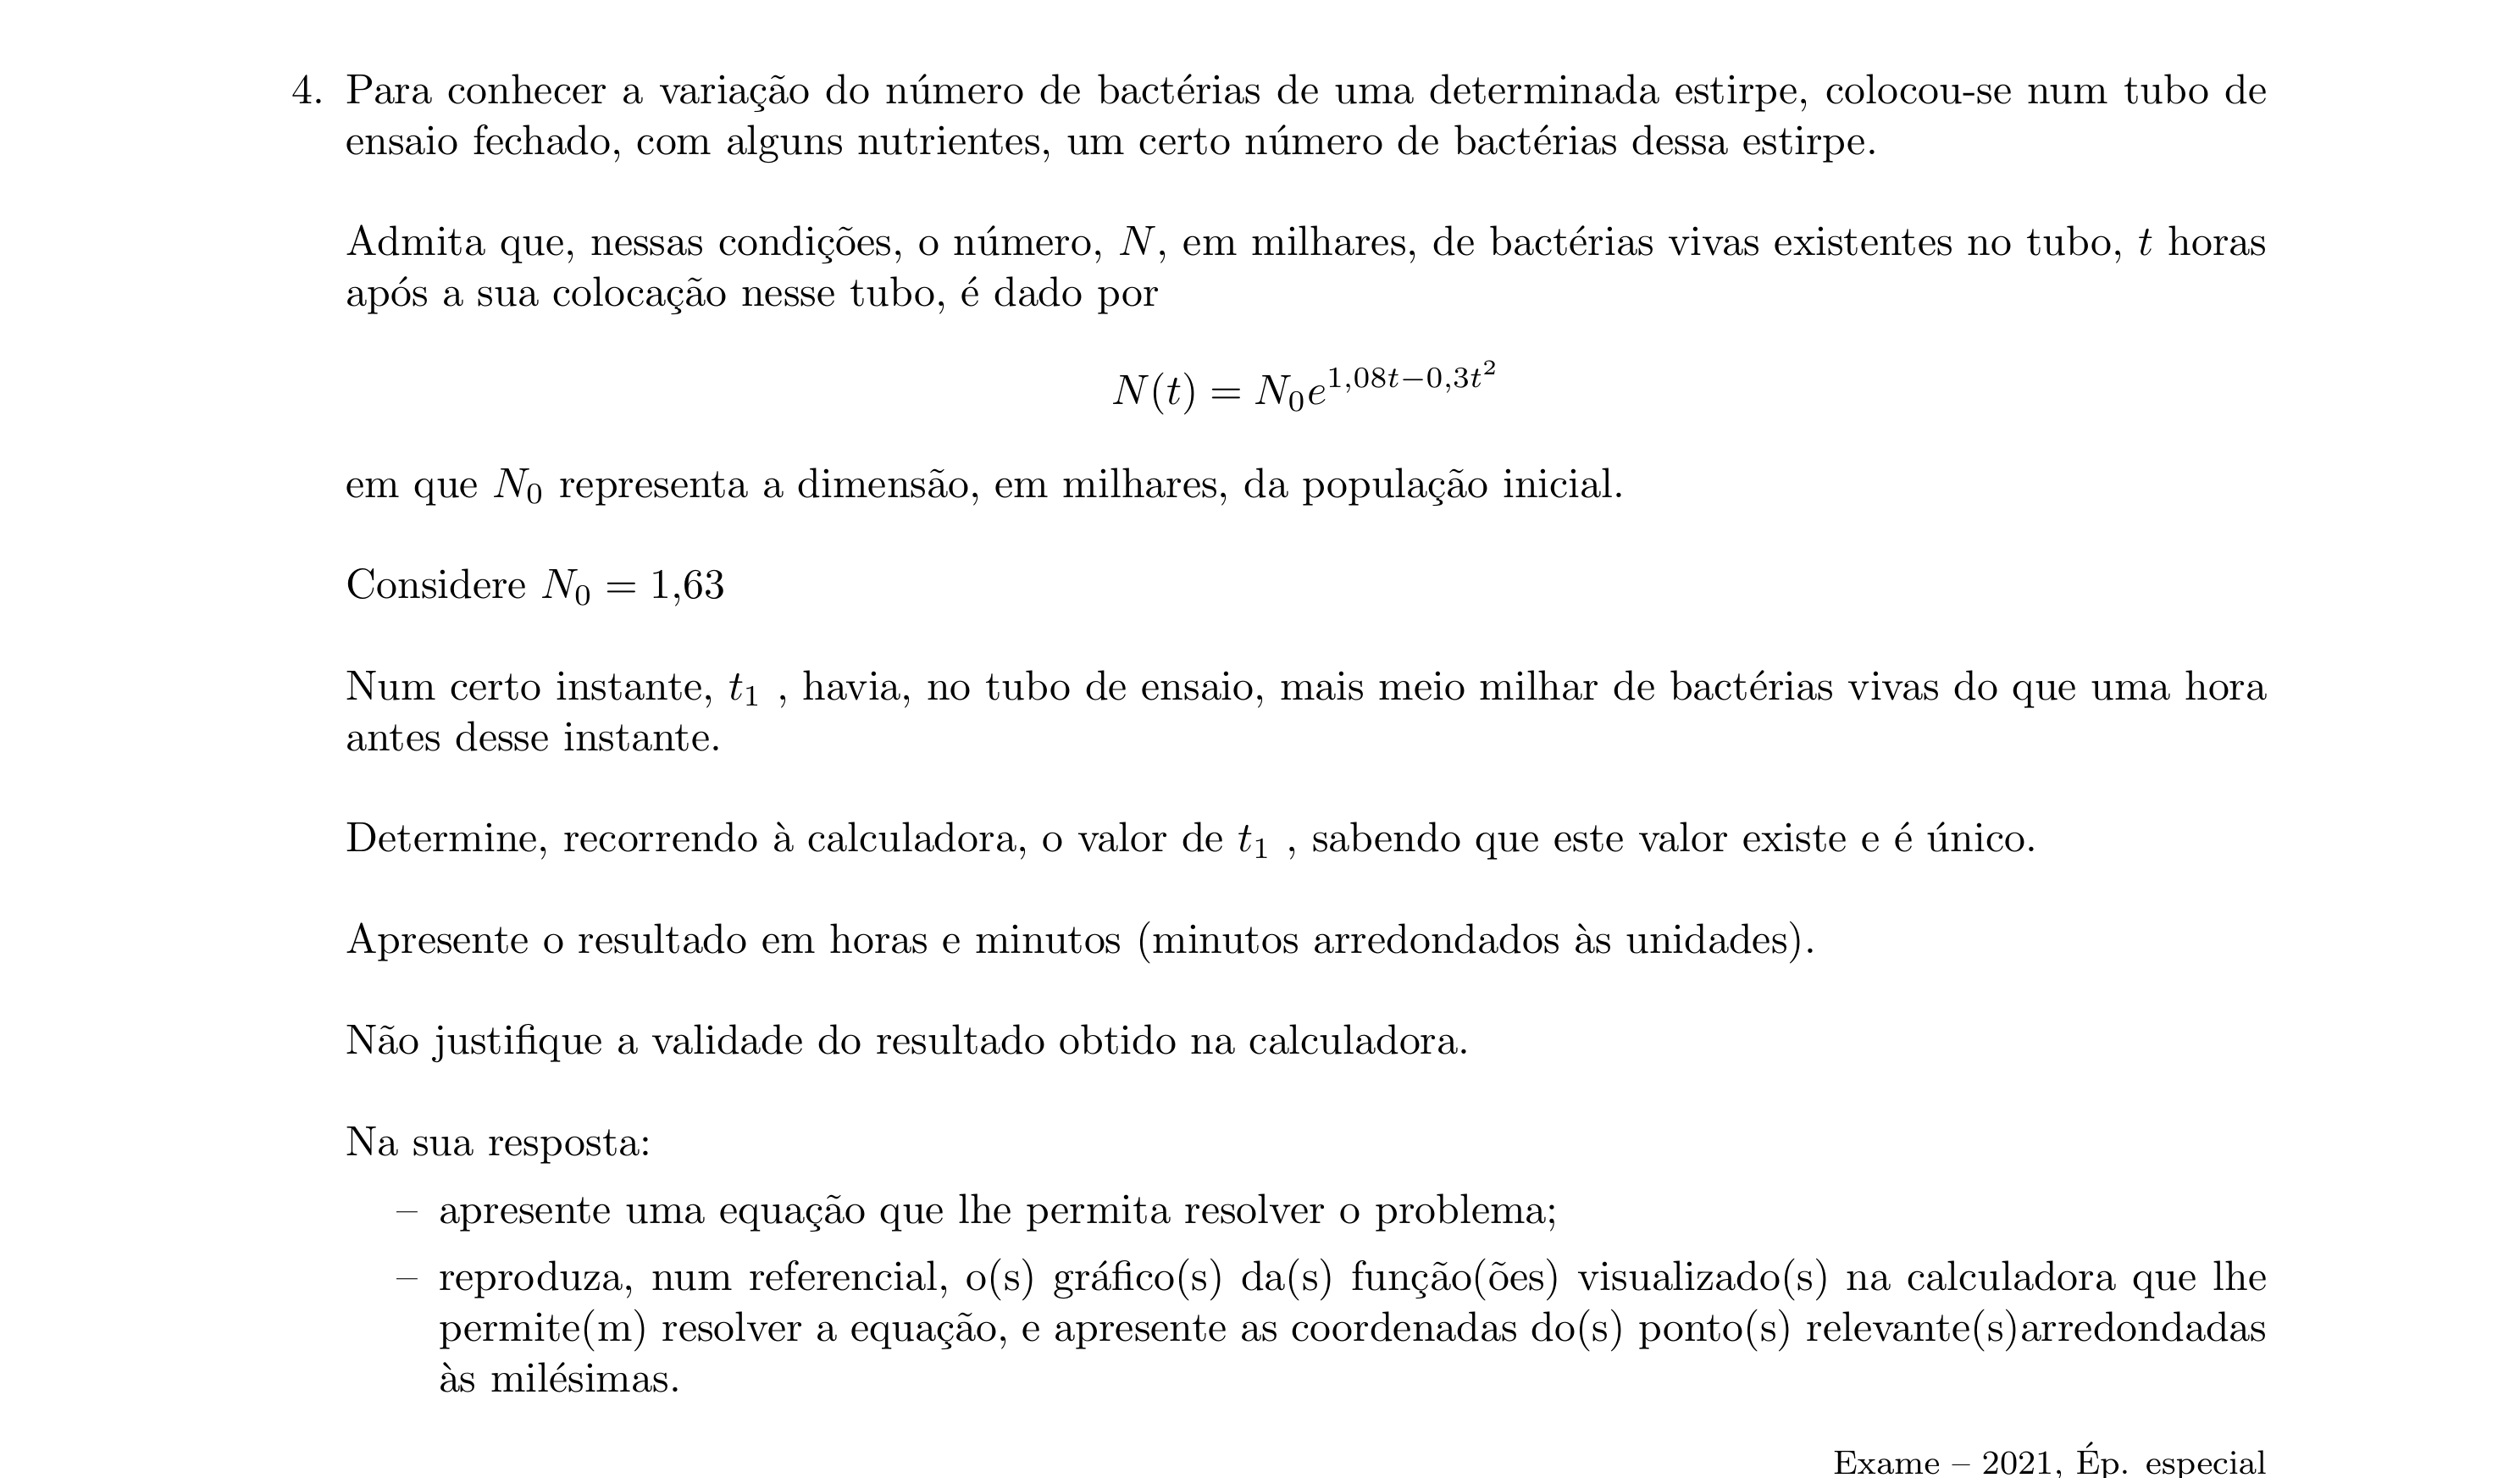 4. Para conhecer a variação do número de bactérias de uma determinada estirpe, colocou-se num tubo de
ensaio fechado, com alguns nutrientes, um certo número de bactérias dessa estirpe.
Admita que, nessas condições, o número, N, em milhares, de bactérias vivas existentes no tubo, t horas
após a sua colocação nesse tubo, é dado por
N(t) = N₀e^{1,08t−0,3t²}
em que N₀ representa a dimensão, em milhares, da população inicial.
Considere N₀ = 1,63
Num certo instante, t₁ , havia, no tubo de ensaio, mais meio milhar de bactérias vivas do que uma hora
antes desse instante.
Determine, recorrendo à calculadora, o valor de t₁ , sabendo que este valor existe e é único.
Apresente o resultado em horas e minutos (minutos arredondados às unidades).
Não justifique a validade do resultado obtido na calculadora.
Na sua resposta:
– apresente uma equação que lhe permita resolver o problema;
– reproduza, num referencial, o(s) gráfico(s) da(s) função(ões) visualizado(s) na calculadora que lhe
permite(m) resolver a equação, e apresente as coordenadas do(s) ponto(s) relevante(s)arredondadas
às milésimas.
Exame – 2021, Ép. especial